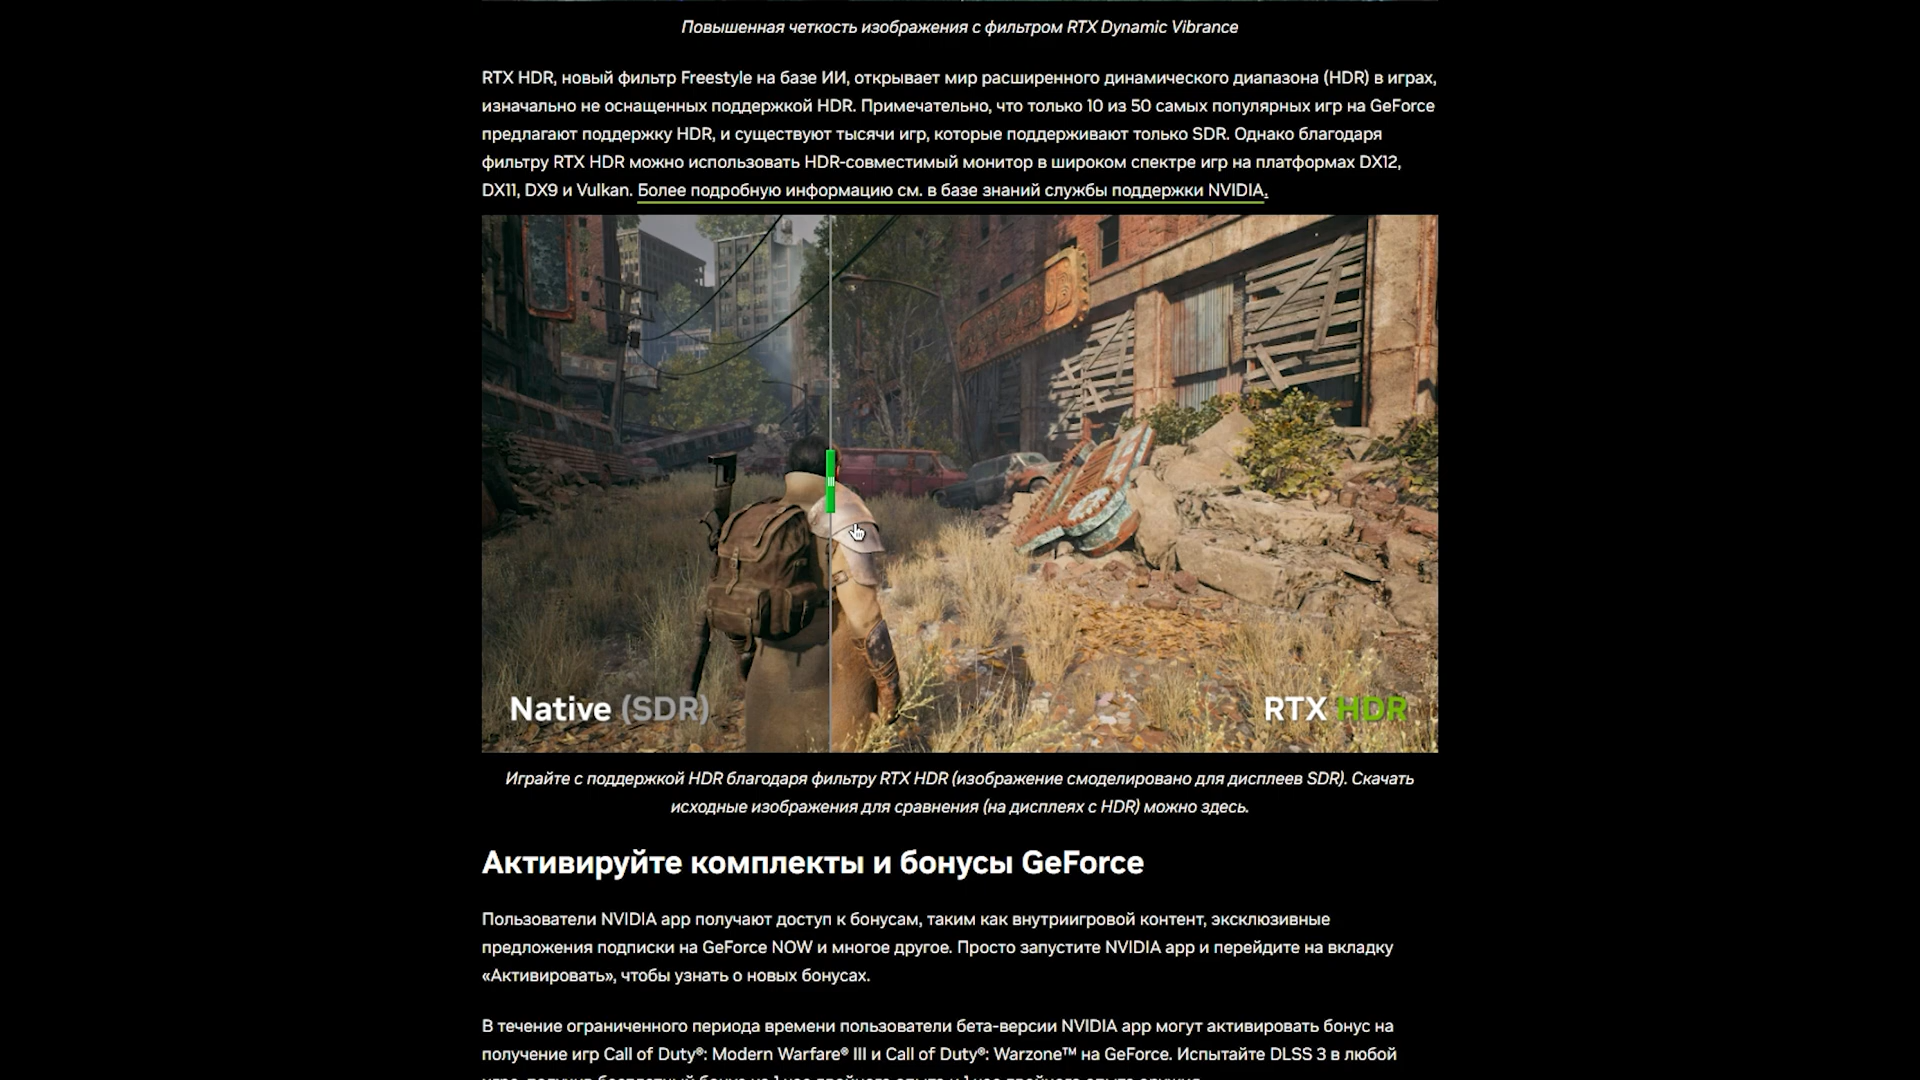 Повышенная четкость изображения с фильтром RTX Dynamic Vibrance
RTX HDR, новый фильтр Freestyle на базе ИИ, открывает мир расширенного динамического диапазона (HDR) в играх,
изначально не оснащенных поддержкой HDR. Примечательно, что только 10 из 50 самых популярных игр на GeForce
предлагают поддержку HDR, и существуют тысячи игр, которые поддерживают только SDR. Однако благодаря
фильтру RTX HDR можно использовать HDR-совместимый монитор в широком спектре игр на платформах DX12,
DX11, DX9 и Vulkan. Более подробную информацию см. в базе знаний службы поддержки NVIDIA.
Native (SDR)
RTX HDR
Играйте с поддержкой HDR благодаря фильтру RTX HDR (изображение смоделировано для дисплеев SDR). Скачать
исходные изображения для сравнения (на дисплеях с HDR) можно здесь.
Активируйте комплекты и бонусы GeForce
Пользователи NVIDIA app получают доступ к бонусам, таким как внутриигровой контент, эксклюзивные
предложения подписки на GeForce NOW и многое другое. Просто запустите NVIDIA app и перейдите на вкладку
«Активировать», чтобы узнать о новых бонусах.
В течение ограниченного периода времени пользователи бета-версии NVIDIA app могут активировать бонус на
получение игр Call of Duty®: Modern Warfare® III и Call of Duty®: Warzone™ на GeForce. Испытайте DLSS 3 в любой